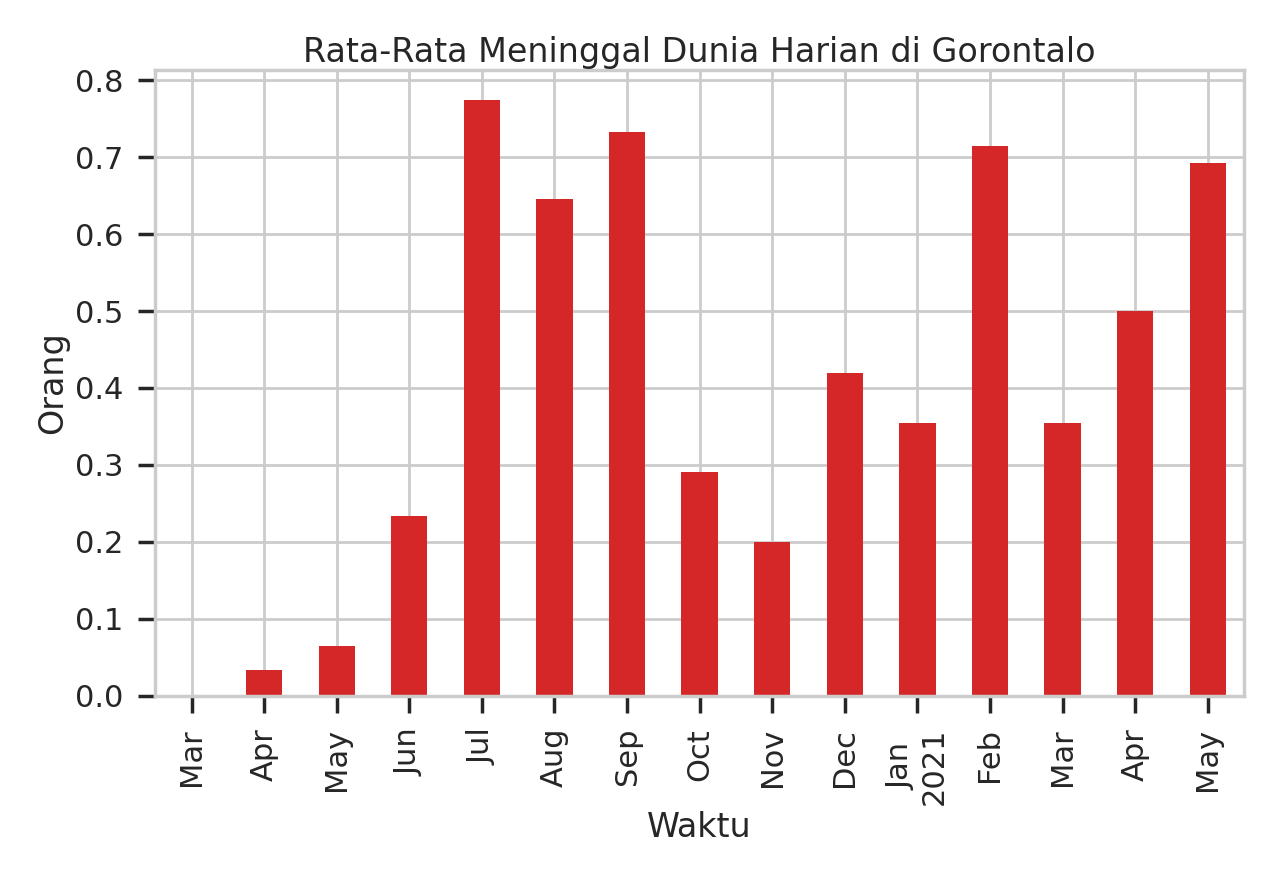 Rata-Rata Meninggal Dunia Harian di Gorontalo
0.8
0.7
0.6
0.5
0.4
0.3
0.2
0.1
0.0
Orang
Mar
Apr
May
Jun
Jul
Aug
Sep
Oct
Nov
Dec
Jan
2021
Feb
Mar
Apr
May
Waktu